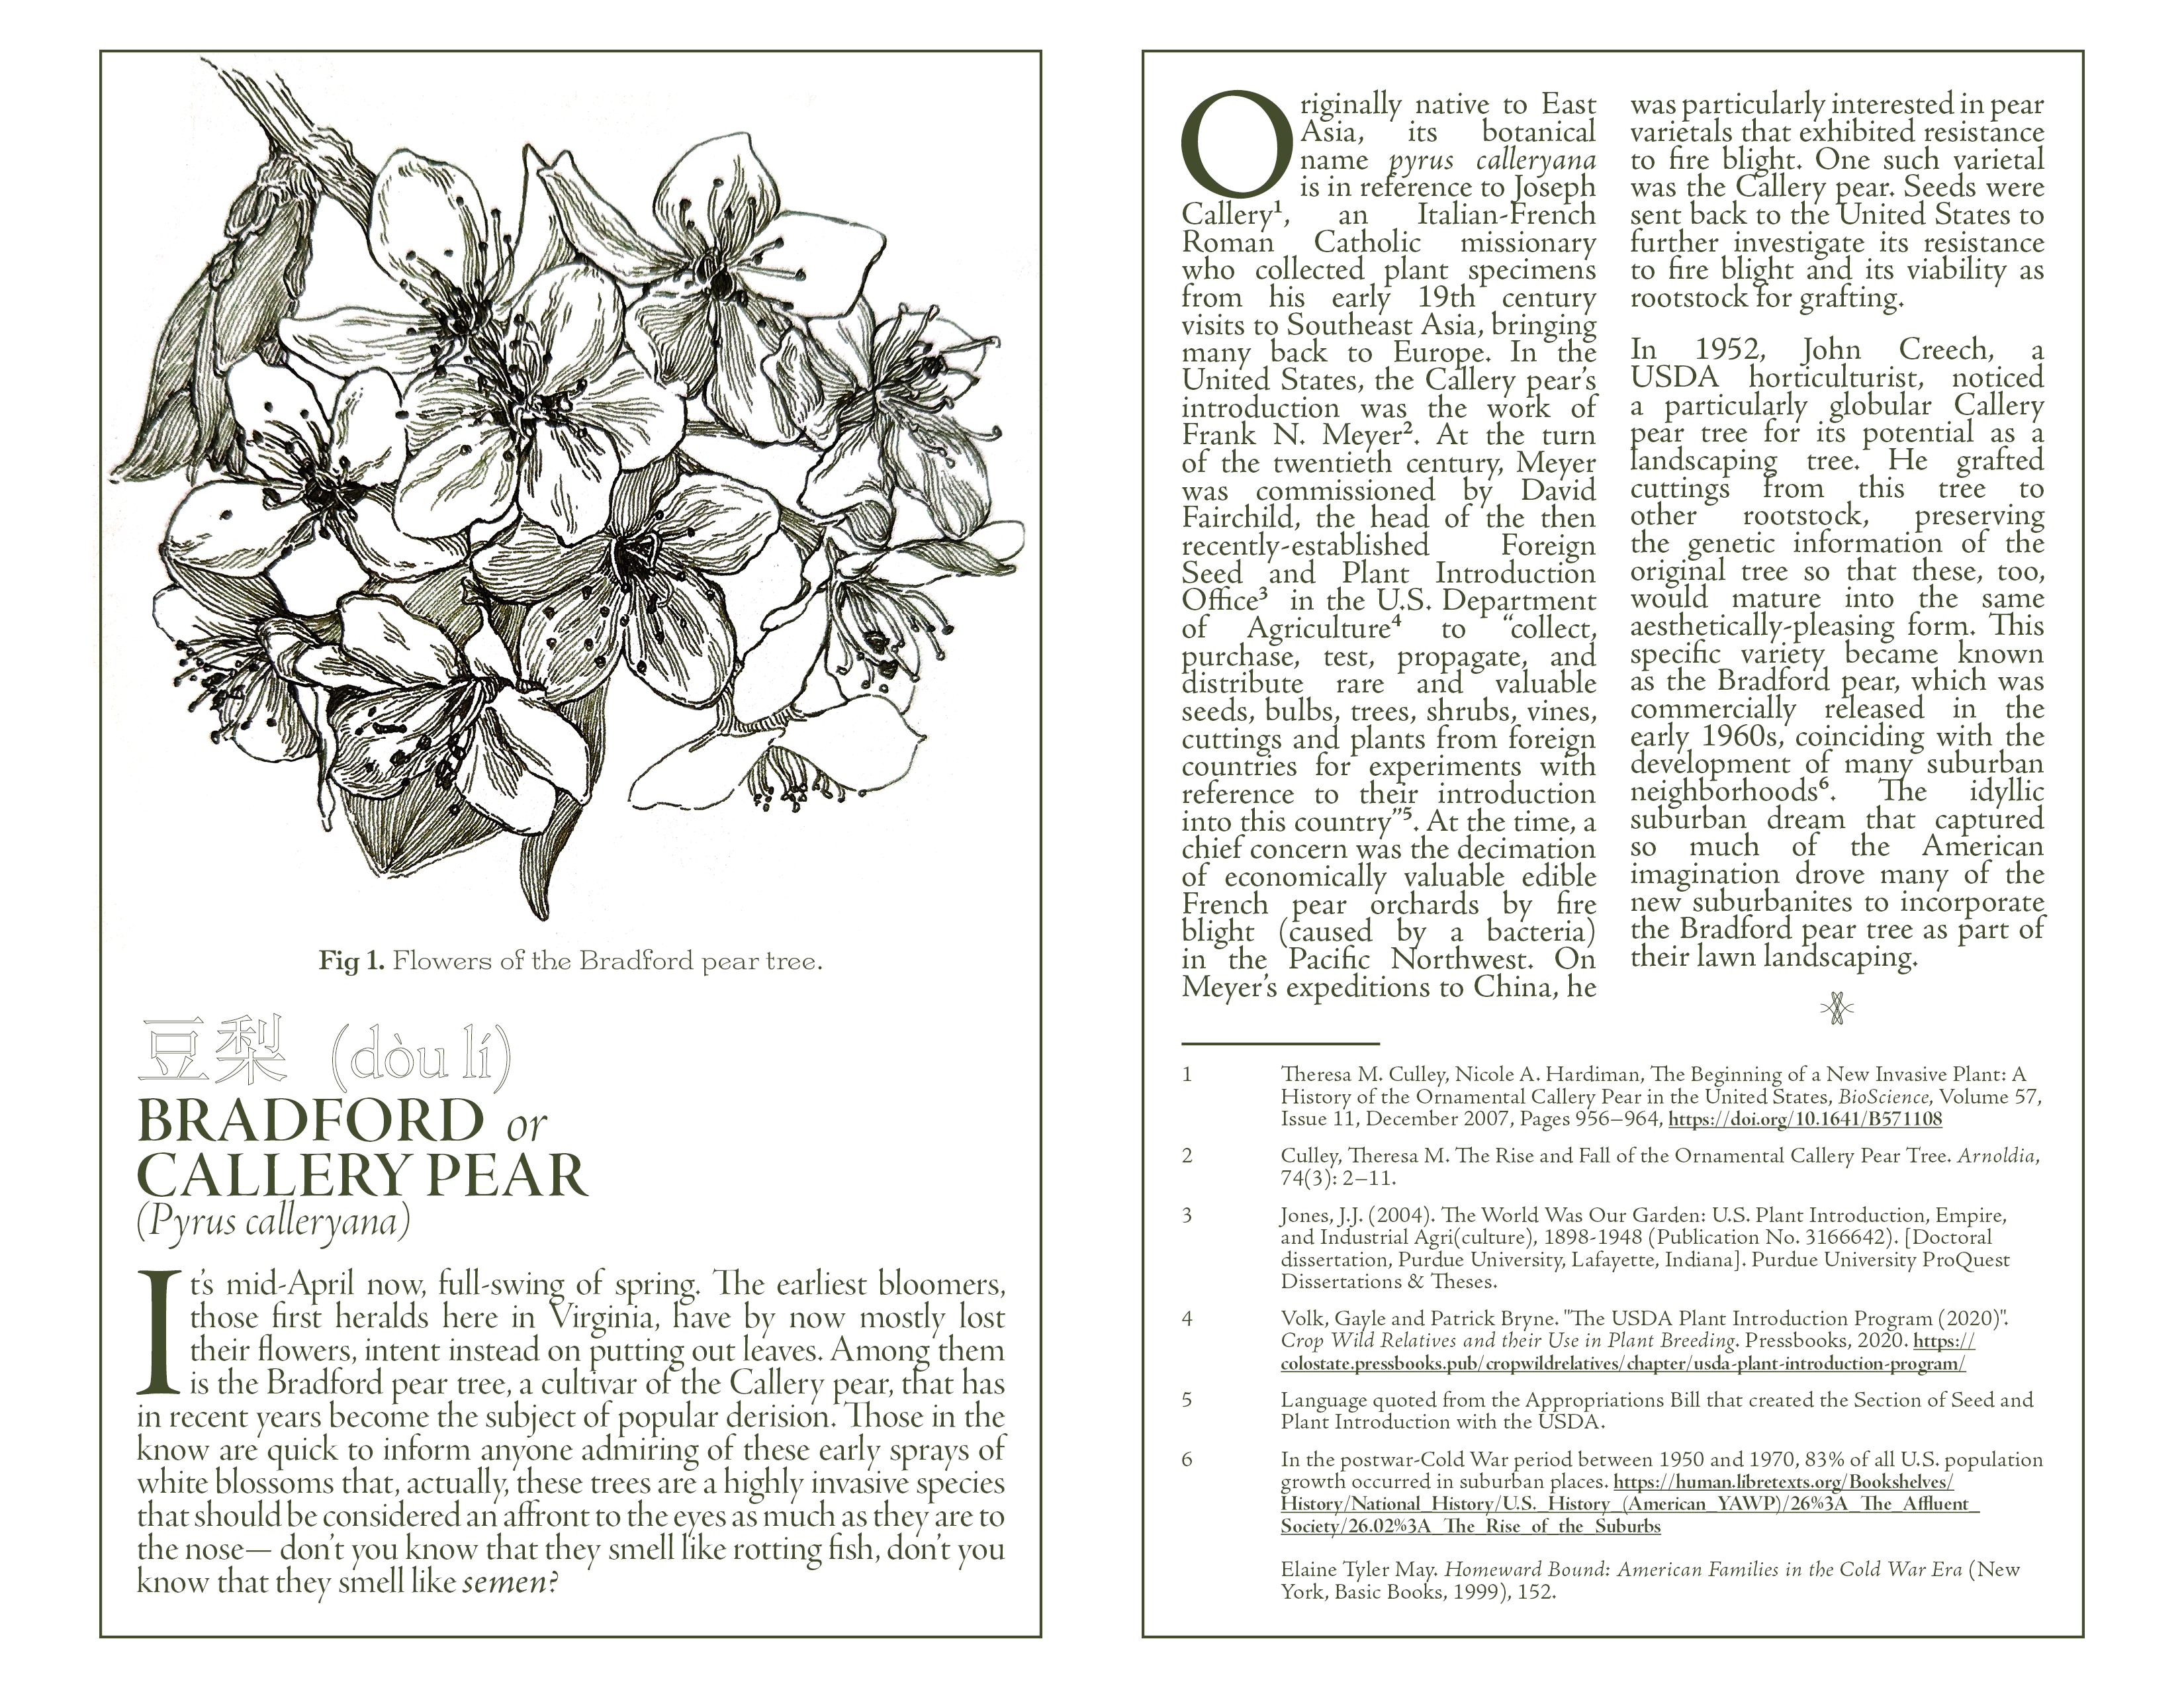 Fig 1. Flowers of the Bradford pear tree.
豆梨 (dòu lí)
BRADFORD or
CALLERY PEAR
(Pyrus calleryana)
It’s mid-April now, full-swing of spring. The earliest bloomers,
those first heralds here in Virginia, have by now mostly lost
their flowers, intent instead on putting out leaves. Among them
is the Bradford pear tree, a cultivar of the Callery pear, that has
in recent years become the subject of popular derision. Those in the
know are quick to inform anyone admiring of these early sprays of
white blossoms that, actually, these trees are a highly invasive species
that should be considered an affront to the eyes as much as they are to
the nose— don’t you know that they smell like rotting fish, don’t you
know that they smell like semen?
Originally native to East
Asia, its botanical
name pyrus calleryana
is in reference to Joseph
Callery¹, an Italian-French
Roman Catholic missionary
who collected plant specimens
from his early 19th century
visits to Southeast Asia, bringing
many back to Europe. In the
United States, the Callery pear’s
introduction was the work of
Frank N. Meyer². At the turn
of the twentieth century, Meyer
was commissioned by David
Fairchild, the head of the then
recently-established Foreign
Seed and Plant Introduction
Office³ in the U.S. Department
of Agriculture⁴ to “collect,
purchase, test, propagate, and
distribute rare and valuable
seeds, bulbs, trees, shrubs, vines,
cuttings and plants from foreign
countries for experiments with
reference to their introduction
into this country”⁵. At the time, a
chief concern was the decimation
of economically valuable edible
French pear orchards by fire
blight (caused by a bacteria)
in the Pacific Northwest. On
Meyer’s expeditions to China, he
was particularly interested in pear
varietals that exhibited resistance
to fire blight. One such varietal
was the Callery pear. Seeds were
sent back to the United States to
further investigate its resistance
to fire blight and its viability as
rootstock for grafting.
In 1952, John Creech, a
USDA horticulturist, noticed
a particularly globular Callery
pear tree for its potential as a
landscaping tree. He grafted
cuttings from this tree to
other rootstock, preserving
the genetic information of the
original tree so that these, too,
would mature into the same
aesthetically-pleasing form. This
specific variety became known
as the Bradford pear, which was
commercially released in the
early 1960s, coinciding with the
development of many suburban
neighborhoods⁶. The idyllic
suburban dream that captured
so much of the American
imagination drove many of the
new suburbanites to incorporate
the Bradford pear tree as part of
their lawn landscaping.
1 Theresa M. Culley, Nicole A. Hardiman, The Beginning of a New Invasive Plant: A
History of the Ornamental Callery Pear in the United States, BioScience, Volume 57,
Issue 11, December 2007, Pages 956–964, https://doi.org/10.1641/B571108
2 Culley, Theresa M. The Rise and Fall of the Ornamental Callery Pear Tree. Arnoldia,
74(3): 2–11.
3 Jones, J.J. (2004). The World Was Our Garden: U.S. Plant Introduction, Empire,
and Industrial Agri(culture), 1898-1948 (Publication No. 3166642). [Doctoral
dissertation, Purdue University, Lafayette, Indiana]. Purdue University ProQuest
Dissertations & Theses.
4 Volk, Gayle and Patrick Bryne. "The USDA Plant Introduction Program (2020)".
Crop Wild Relatives and their Use in Plant Breeding. Pressbooks, 2020. https://
colostate.pressbooks.pub/cropwildrelatives/chapter/usda-plant-introduction-program/
5 Language quoted from the Appropriations Bill that created the Section of Seed and
Plant Introduction with the USDA.
6 In the postwar-Cold War period between 1950 and 1970, 83% of all U.S. population
growth occurred in suburban places. https://human.libretexts.org/Bookshelves/
History/National_History/U.S._History_(American_YAWP)/26%3A_The_Affluent_
Society/26.02%3A_The_Rise_of_the_Suburbs
Elaine Tyler May. Homeward Bound: American Families in the Cold War Era (New
York, Basic Books, 1999), 152.